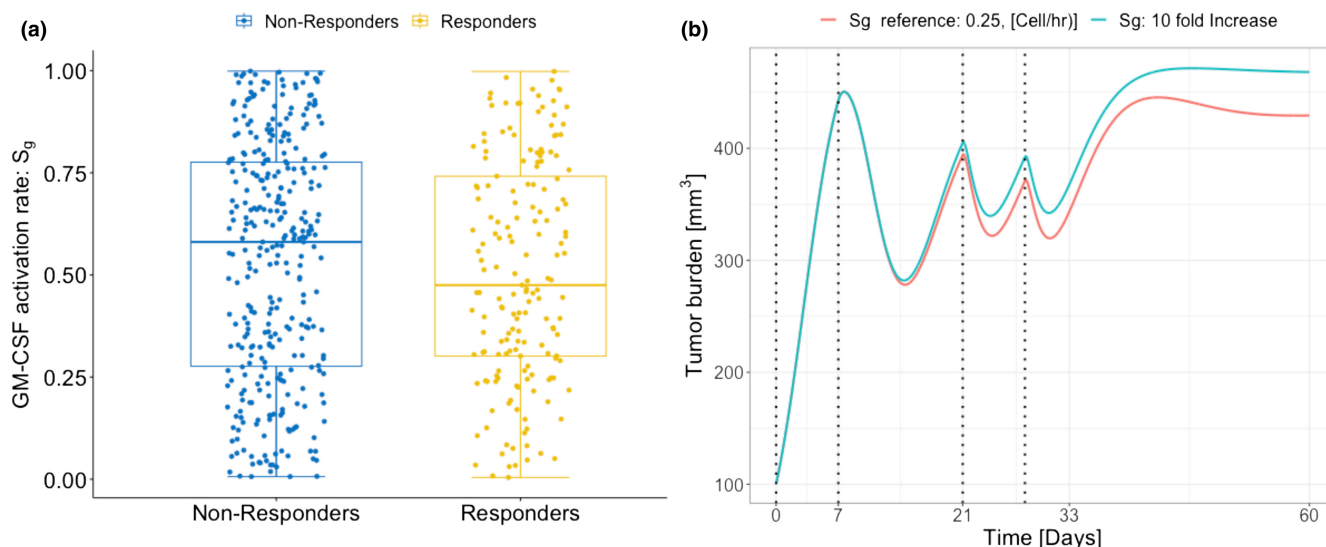 (a)
Non-Responders Responders
GM-CSF activation rate: Sg
1.00
0.75
0.50
0.25
0.00
Non-Responders Responders
(b)
Sg reference: 0.25, [Cell/hr)] Sg: 10 fold Increase
Tumor burden [mm³]
400
300
200
100
0 7 21 33 60
Time [Days]